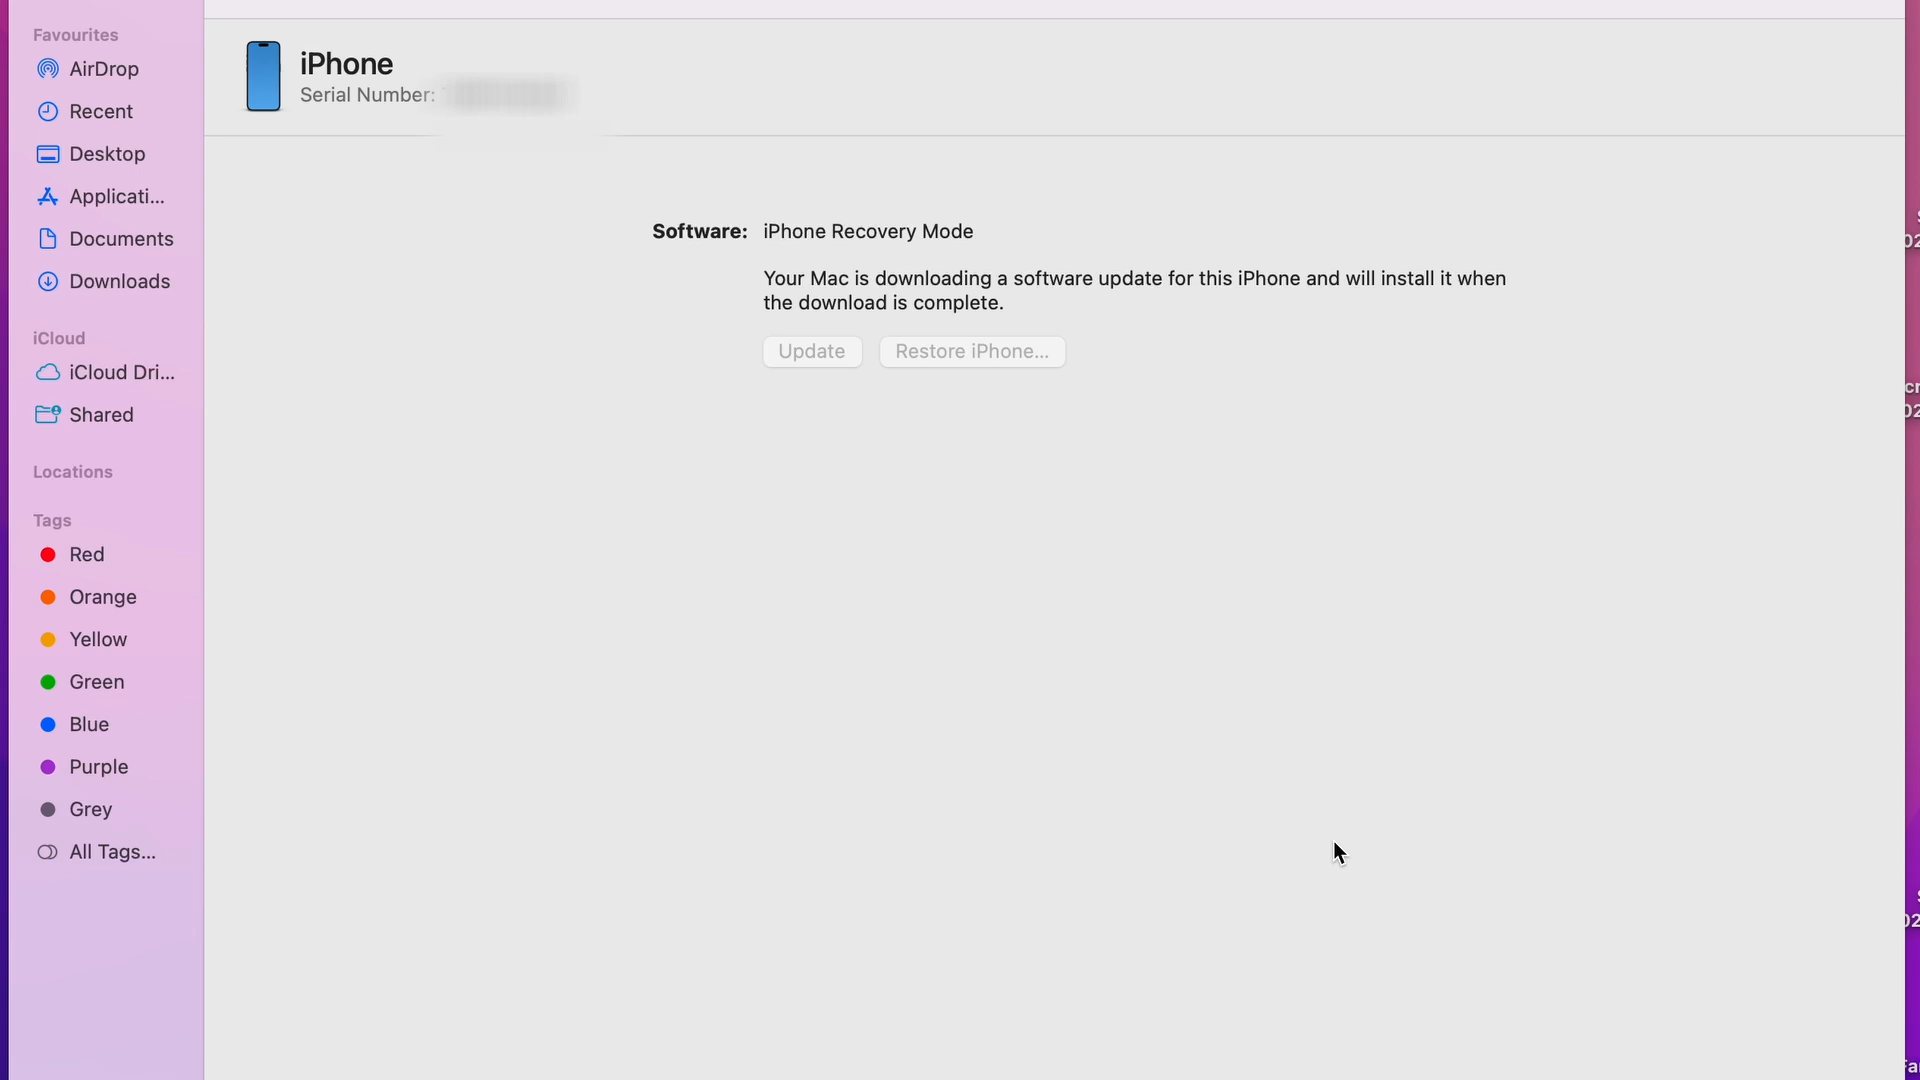 Favourites
AirDrop
Recent
Desktop
Applicati...
Documents
Downloads
iCloud
iCloud Dri...
Shared
Locations
Tags
Red
Orange
Yellow
Green
Blue
Purple
Grey
All Tags...
iPhone
Serial Number:
Software: iPhone Recovery Mode
Your Mac is downloading a software update for this iPhone and will install it when
the download is complete.
Update Restore iPhone...